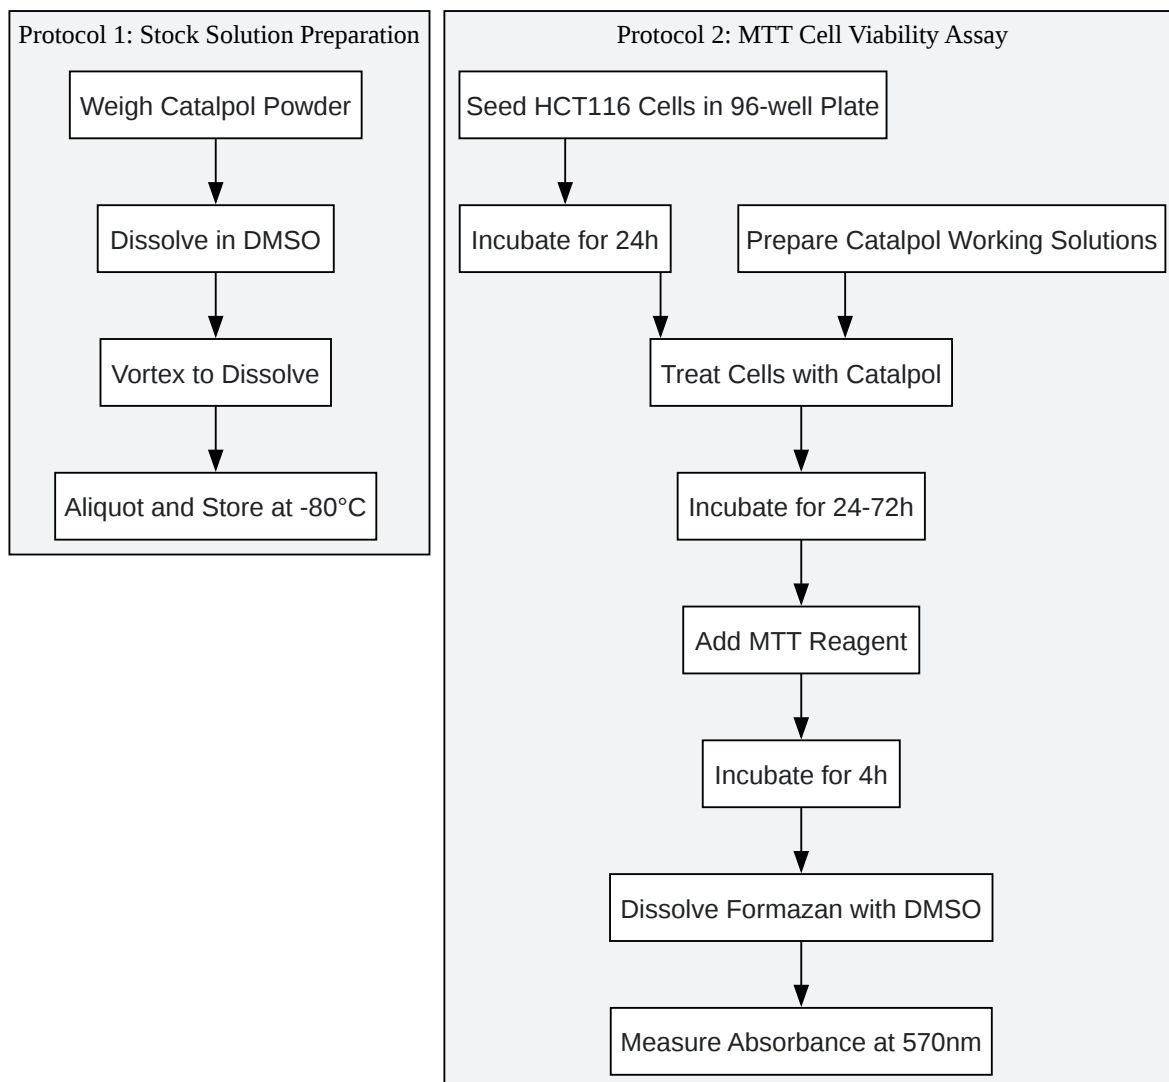 Protocol 1: Stock Solution Preparation
Weigh Catalpol Powder
Dissolve in DMSO
Vortex to Dissolve
Aliquot and Store at -80°C
Protocol 2: MTT Cell Viability Assay
Seed HCT116 Cells in 96-well Plate
Incubate for 24h
Prepare Catalpol Working Solutions
Treat Cells with Catalpol
Incubate for 24-72h
Add MTT Reagent
Incubate for 4h
Dissolve Formazan with DMSO
Measure Absorbance at 570nm